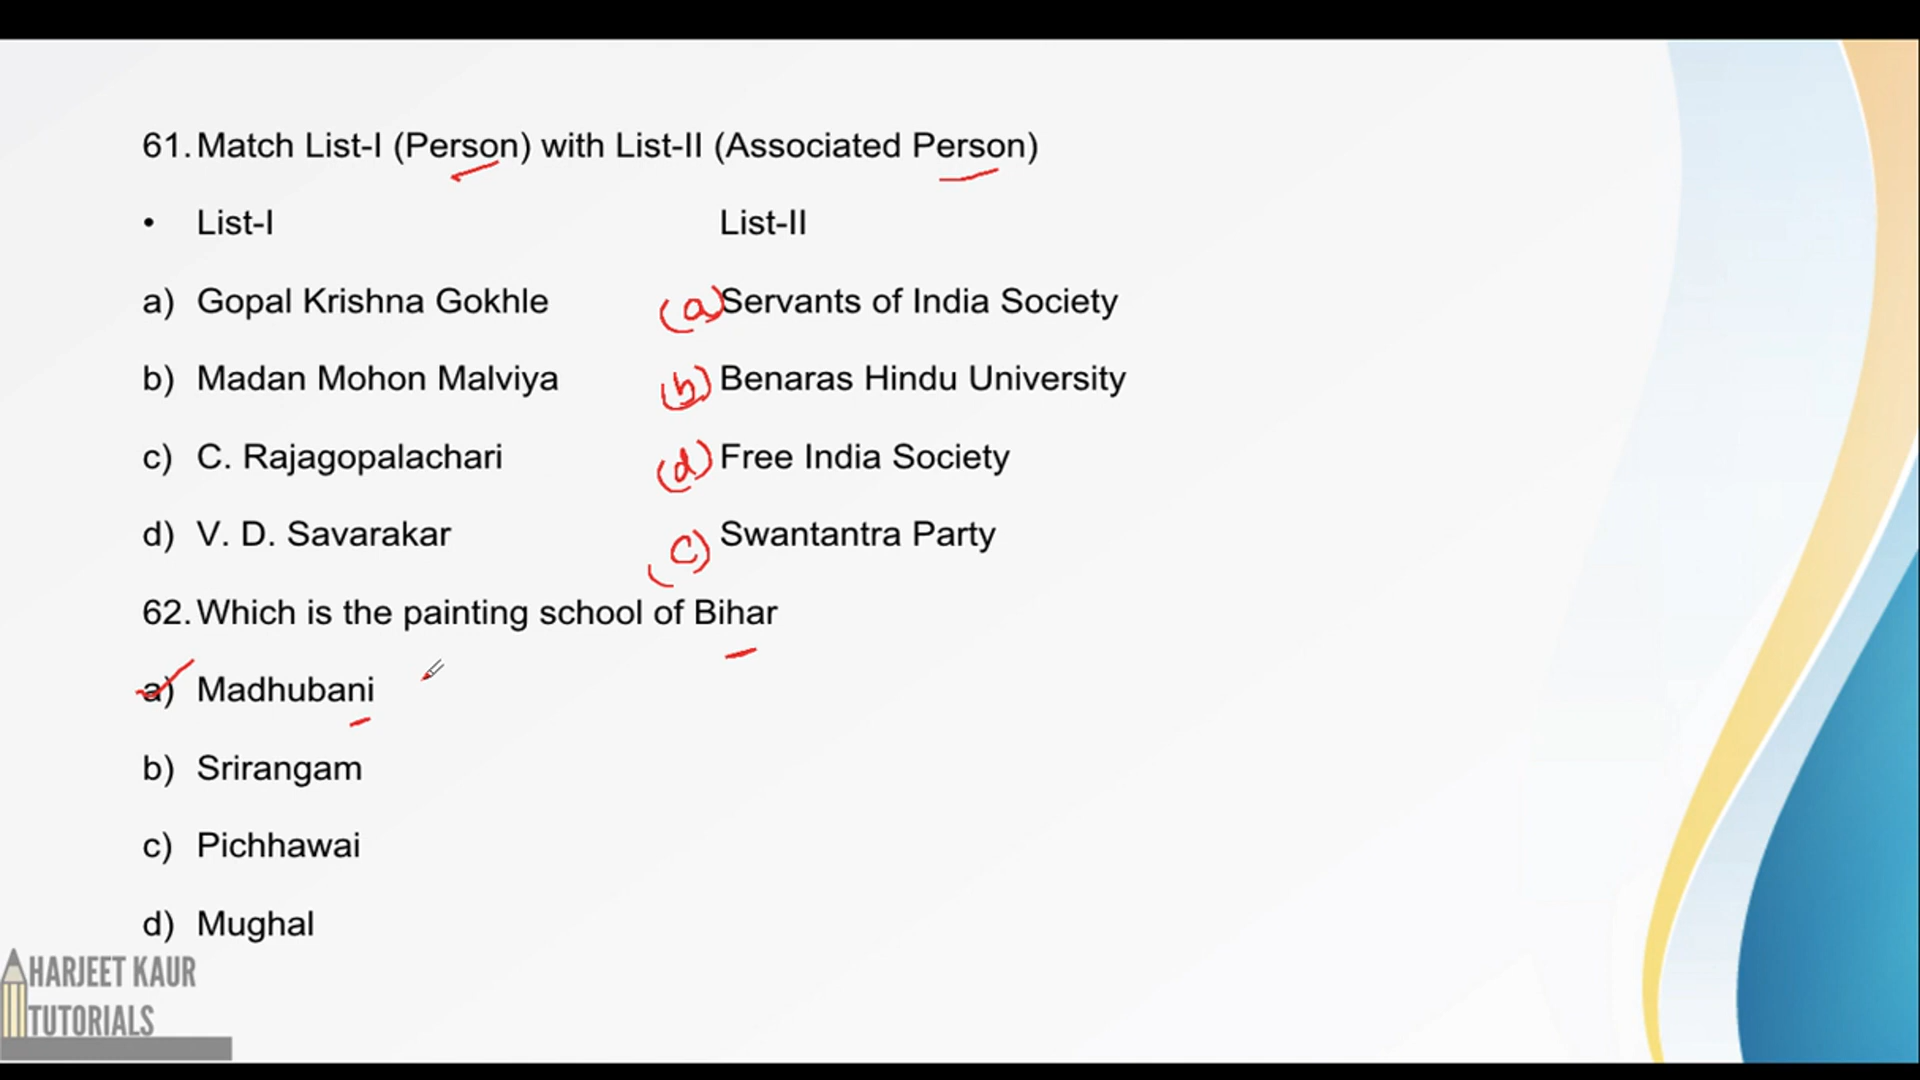 61. Match List-I (Person) with List-II (Associated Person)
• List-I List-II
a) Gopal Krishna Gokhle (a) Servants of India Society
b) Madan Mohon Malviya (b) Benaras Hindu University
c) C. Rajagopalachari (d) Free India Society
d) V. D. Savarakar (c) Swantantra Party
62. Which is the painting school of Bihar
a) Madhubani
b) Srirangam
c) Pichhawai
d) Mughal
HARJEET KAUR
TUTORIALS